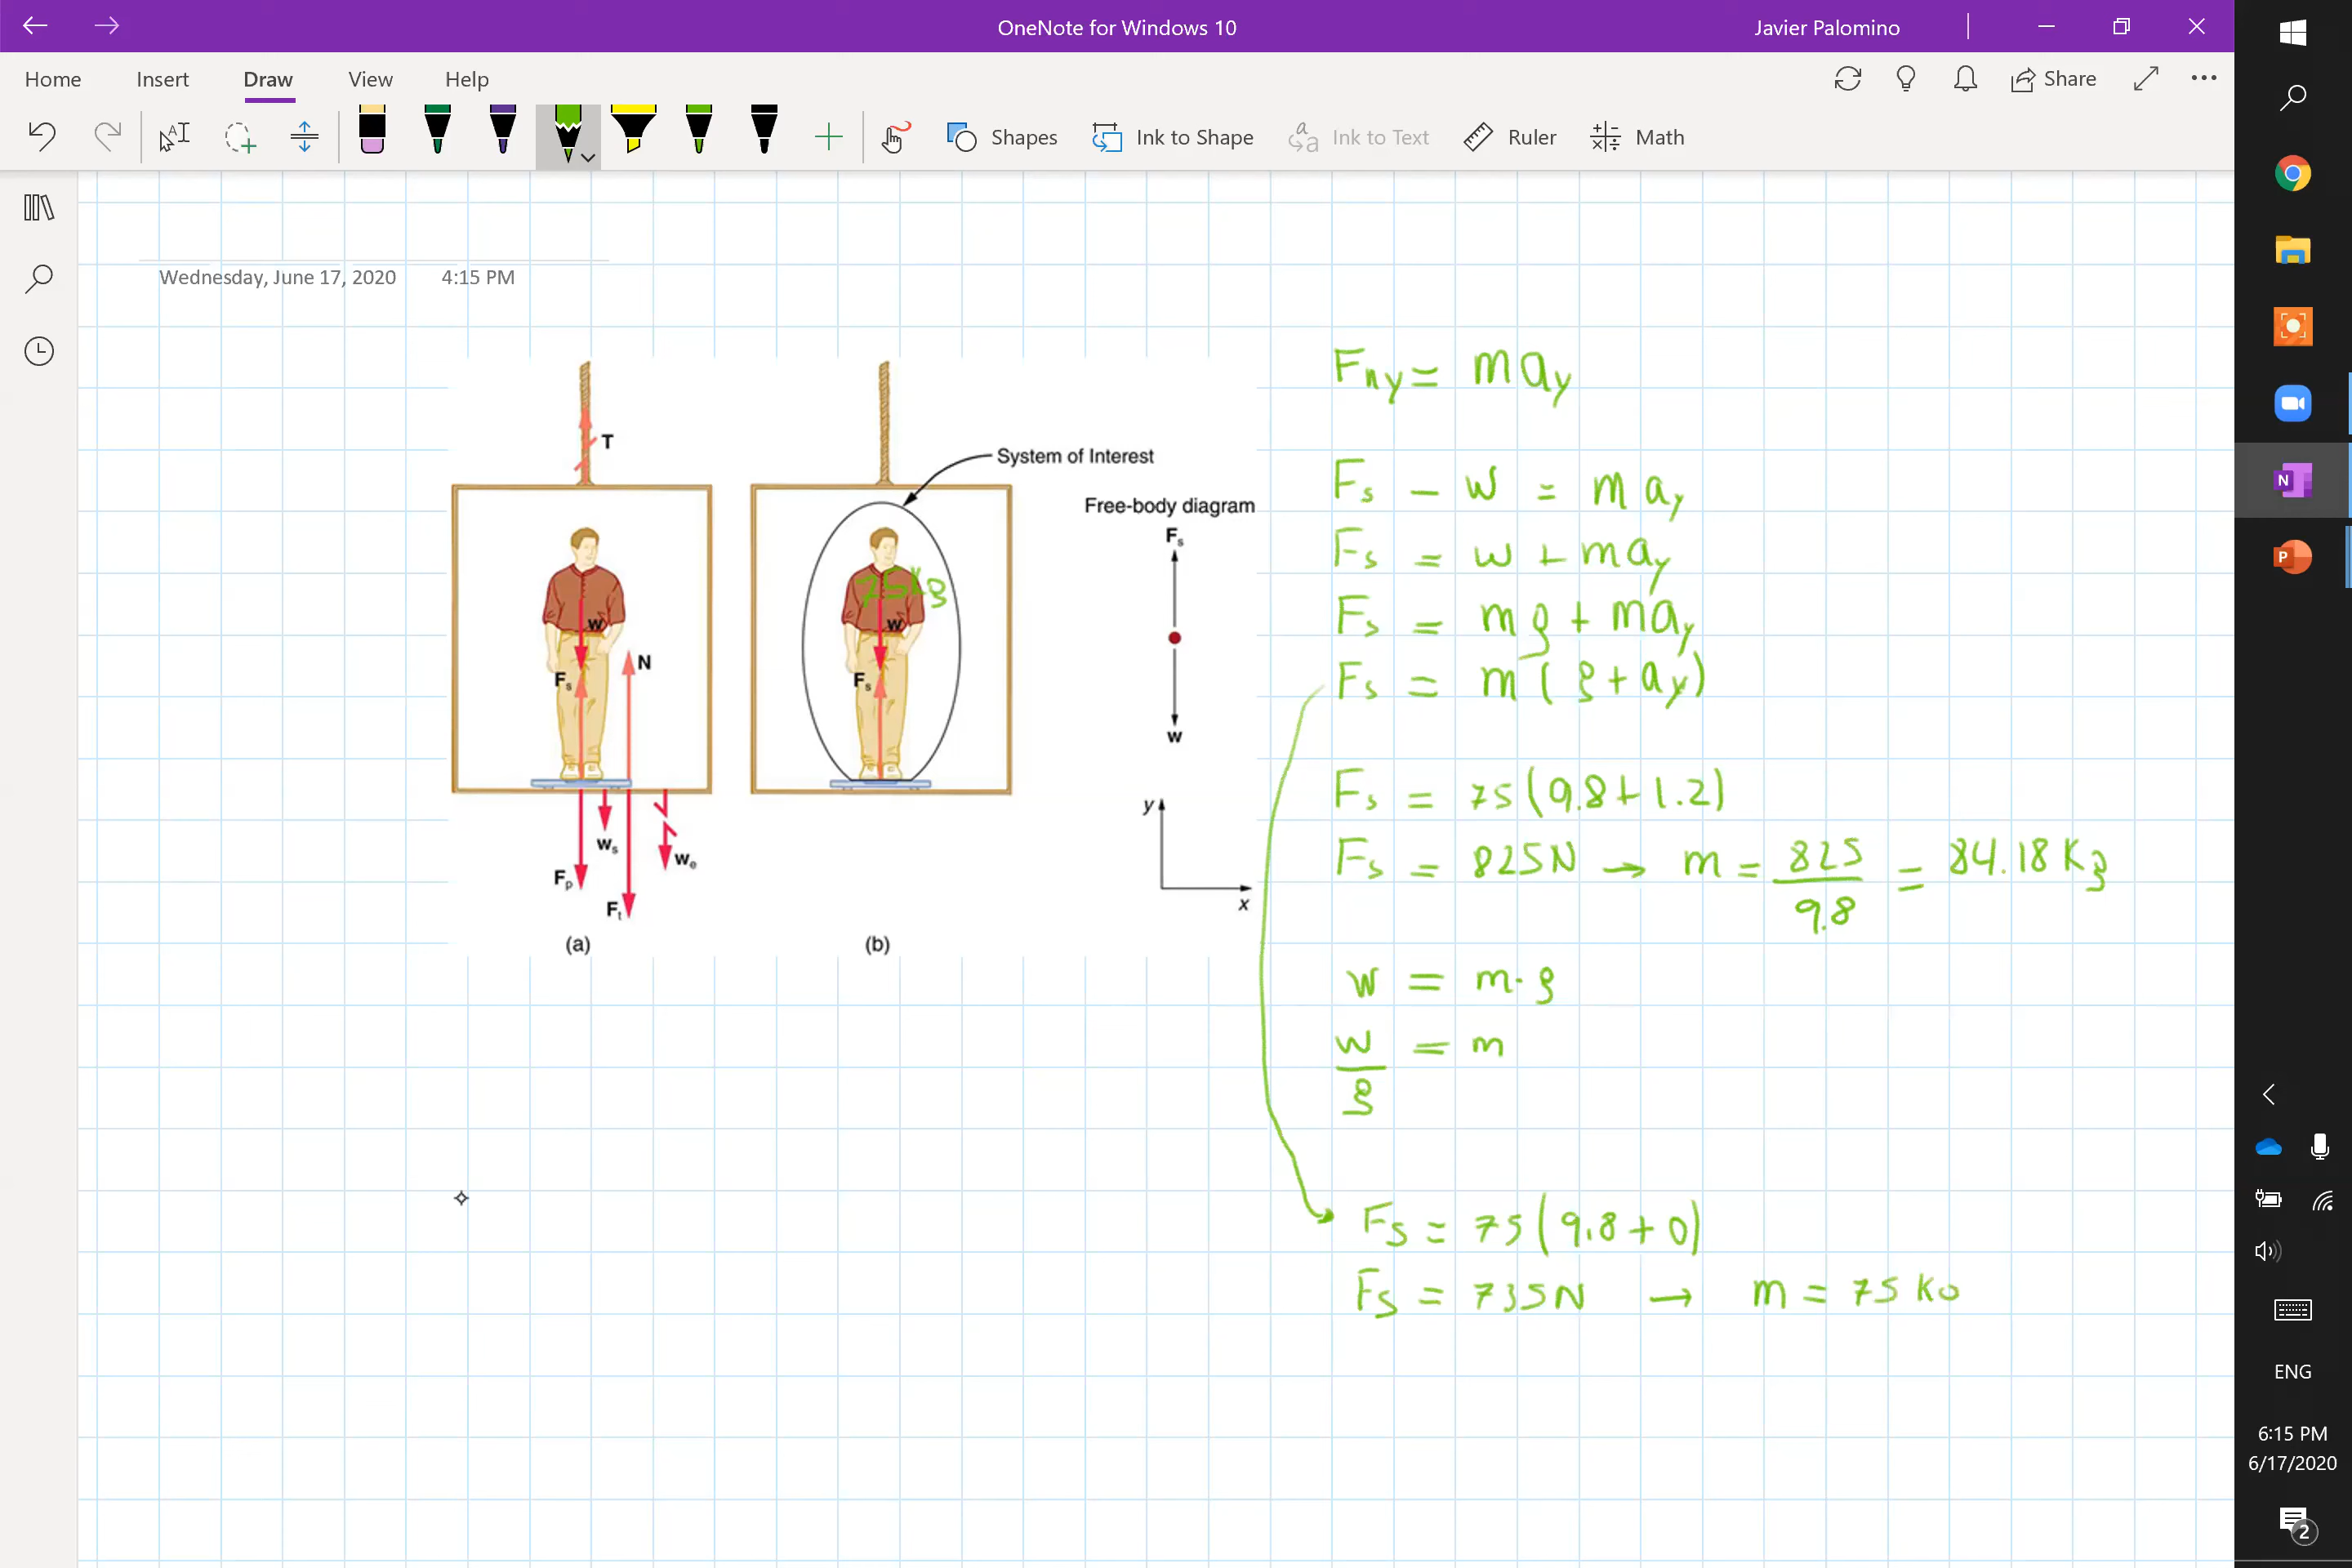 OneNote for Windows 10
Javier Palomino
Home Insert Draw View Help
Share
Shapes Ink to Shape Ink to Text Ruler Math
Wednesday, June 17, 2020 4:15 PM
T
w
Fs
N
ws
we
Fp
Ft
(a)
System of Interest
75Kg
w
Fs
(b)
Free-body diagram
Fs
w
y
x
Fny = may
Fs - w = may
Fs = w + may
Fs = mg + may
Fs = m(g + ay)
Fs = 75(9.8+1.2)
Fs = 825N → m = 825/9.8 = 84.18 Kg
w = m·g
w/g = m
Fs = 75(9.8+0)
Fs = 735N → m = 75 Kg
ENG
6:15 PM
6/17/2020
2